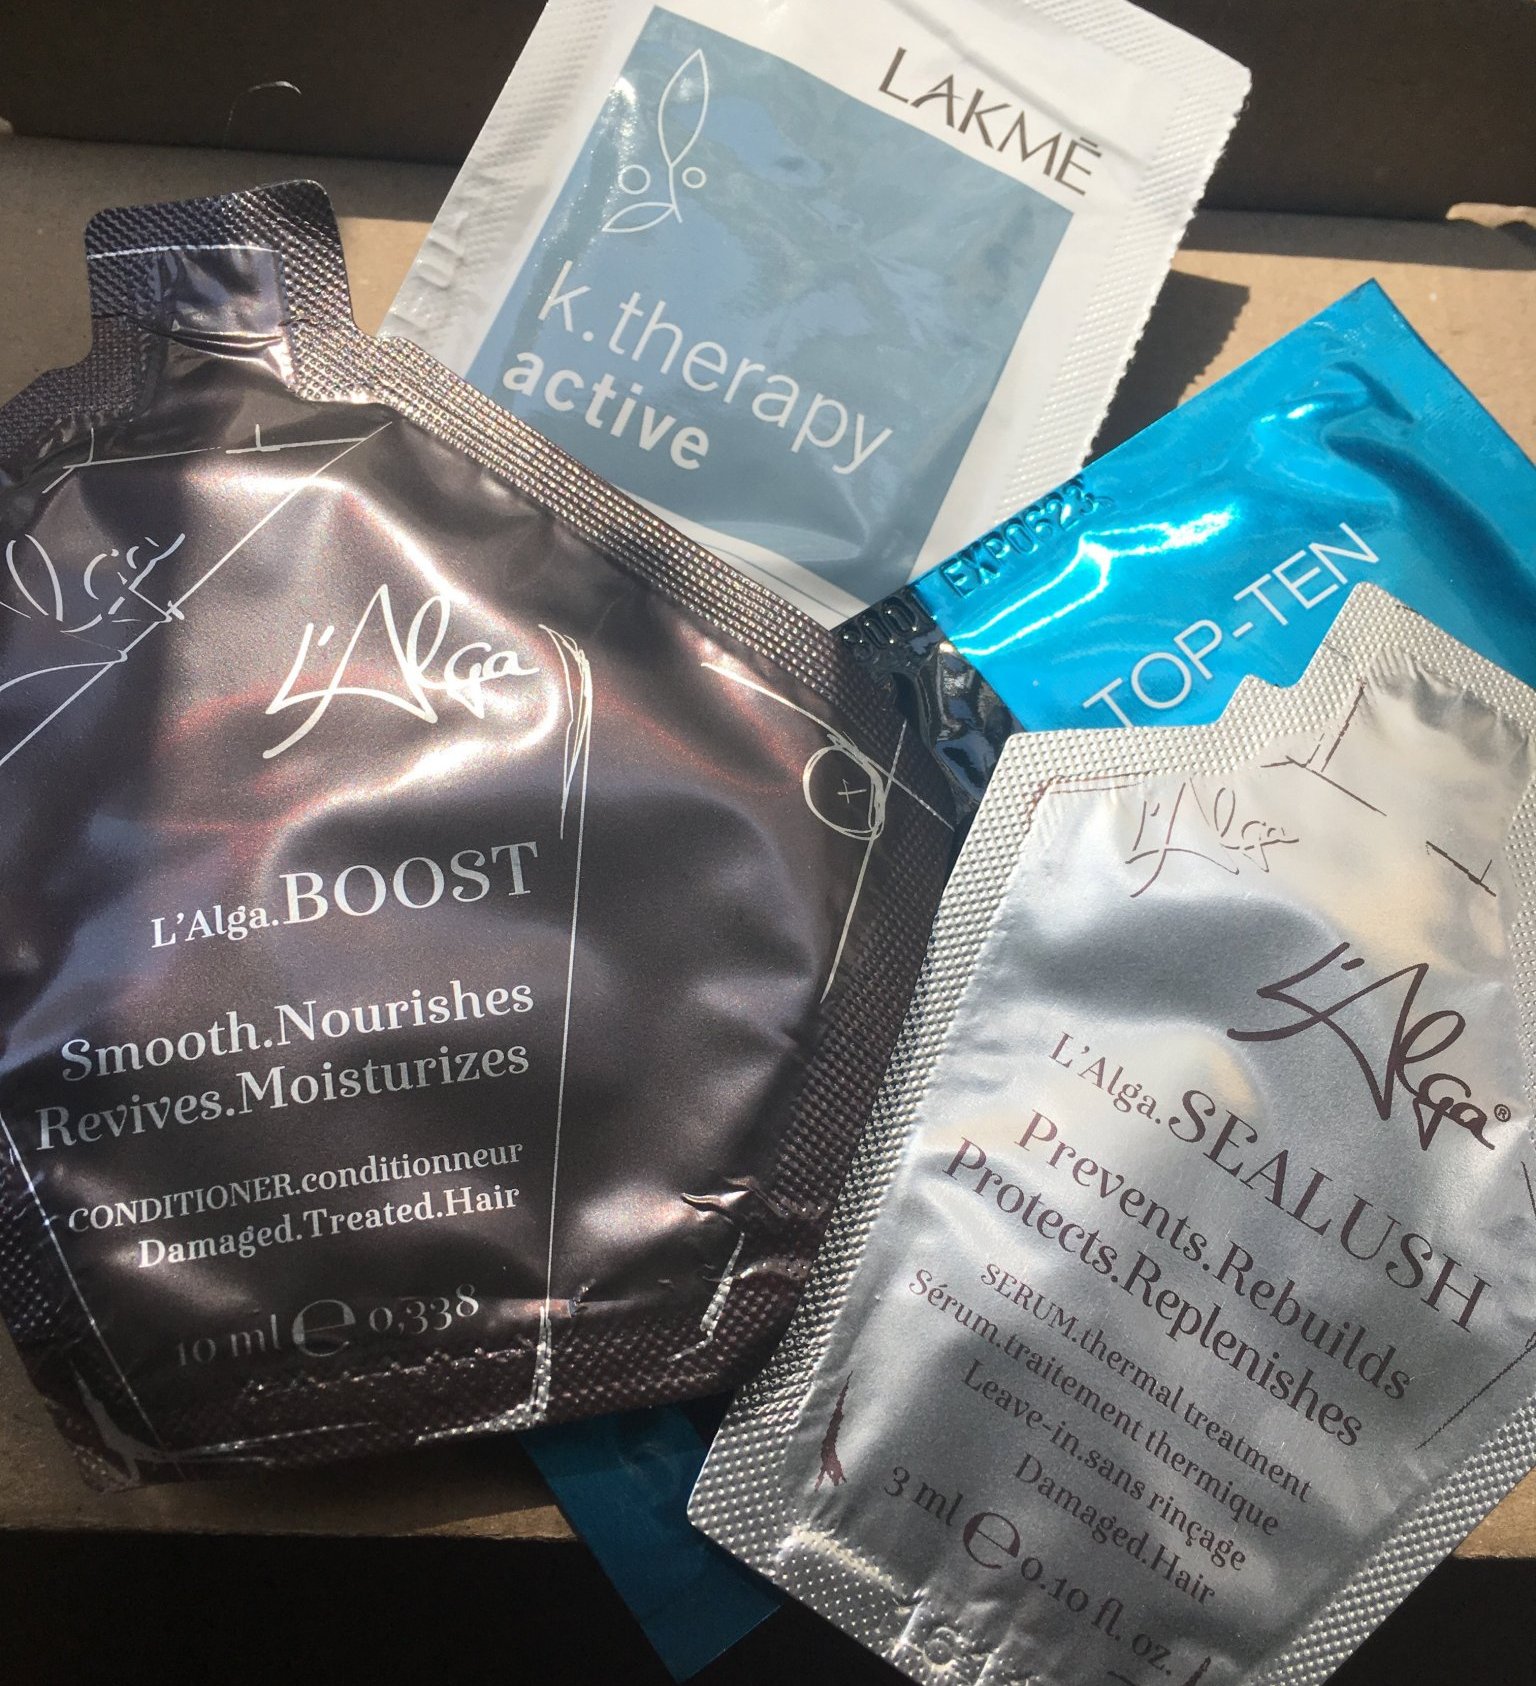 LAKMĒ
k.therapy
active
EXP0623
TOP-TEN
L'Alga
L'Alga
L'Alga.BOOST
Smooth.Nourishes
Revives.Moisturizes
CONDITIONER.conditionneur
Damaged.Treated.Hair
10 ml e 0,338
L'Alga
L'Alga®
L'Alga.SEALUSH
Prevents.Rebuilds
Protects.Replenishes
SERUM.thermal treatment
Sérum.traitement thermique
Leave-in.sans rinçage
Damaged.Hair
3 ml e 0.10 fl. oz.